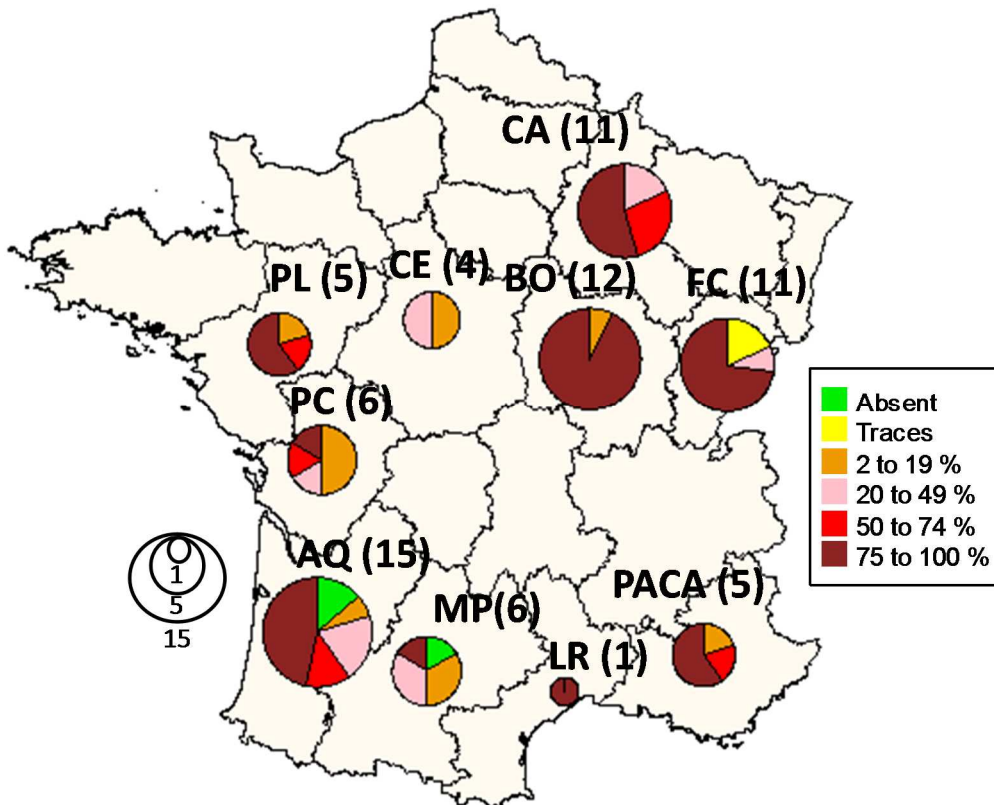 CA (11)
PL (5)
CE (4)
BO (12)
FC (11)
PC (6)
AQ (15)
MP(6)
LR (1)
PACA (5)
1
5
15
Absent
Traces
2 to 19 %
20 to 49 %
50 to 74 %
75 to 100 %